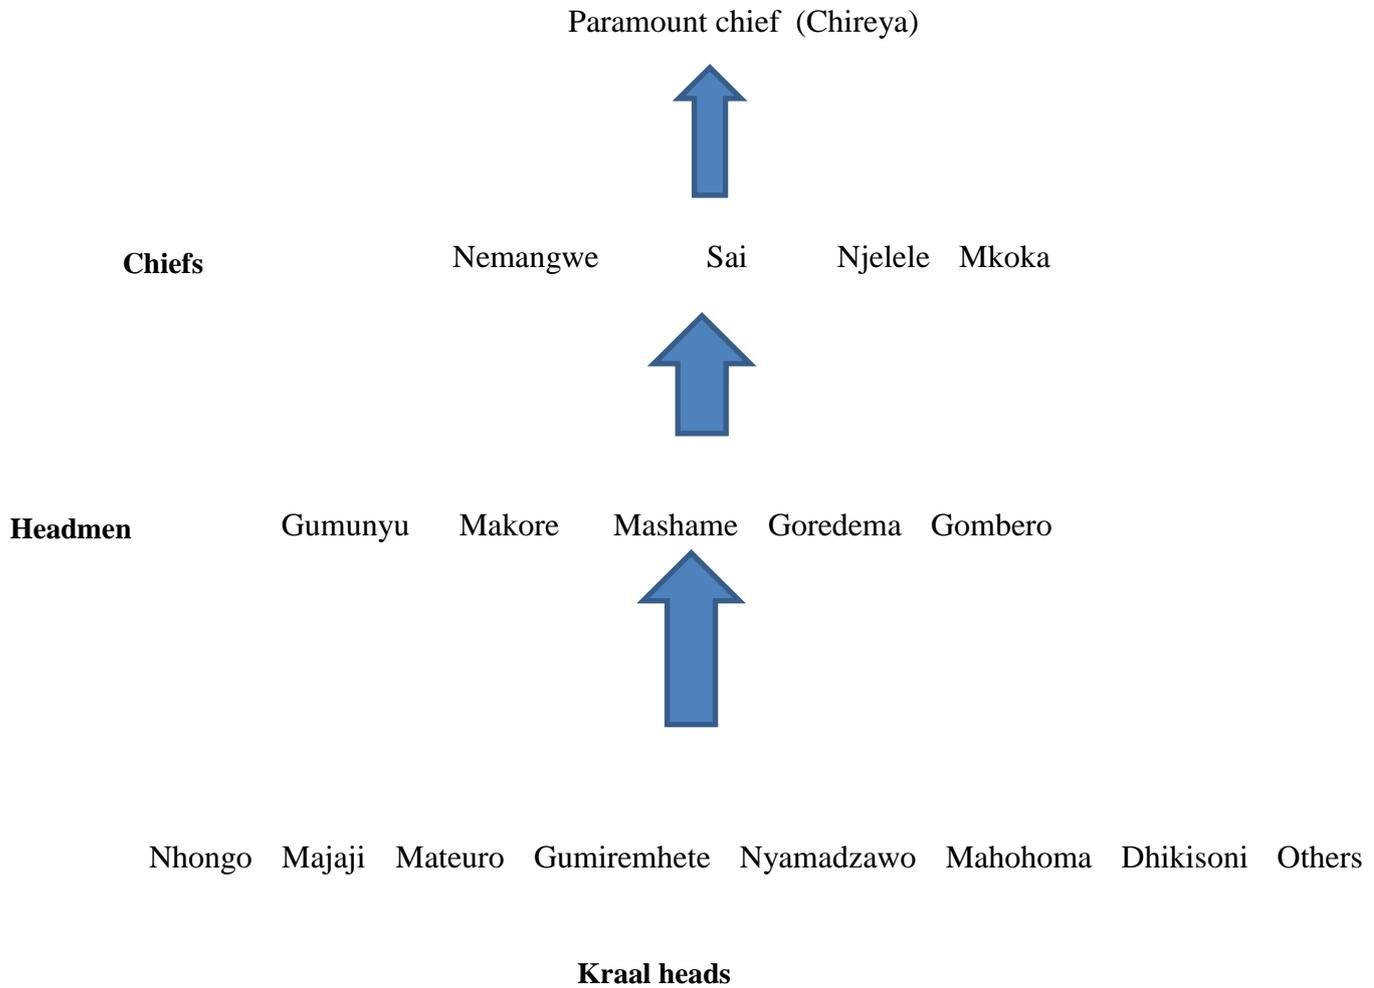 Paramount chief (Chireya)
Chiefs Nemangwe Sai Njelele Mkoka
Headmen Gumunyu Makore Mashame Goredema Gombero
Nhongo Majaji Mateuro Gumiremhete Nyamadzawo Mahohoma Dhikisoni Others
Kraal heads